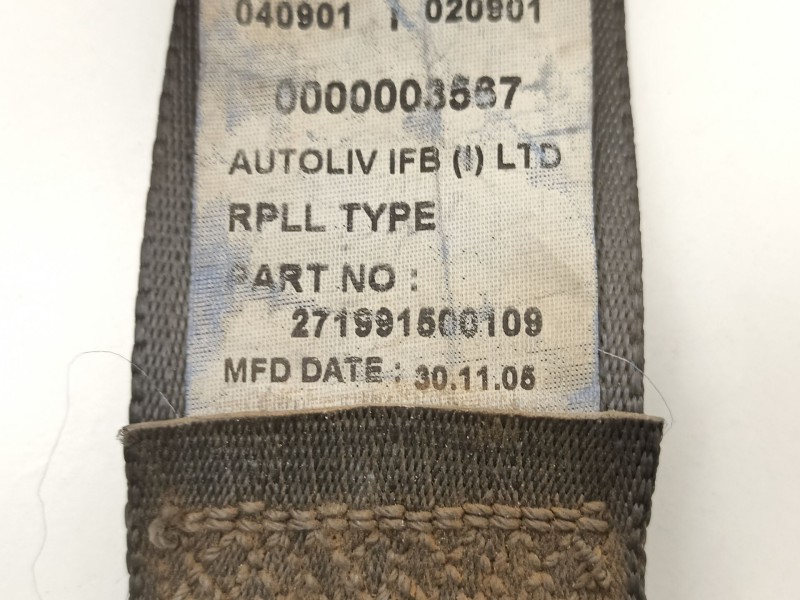 040901 020901
0000003567
AUTOLIV IFB (I) LTD
RPLL TYPE
PART NO :
271991500109
MFD DATE : 30.11.05